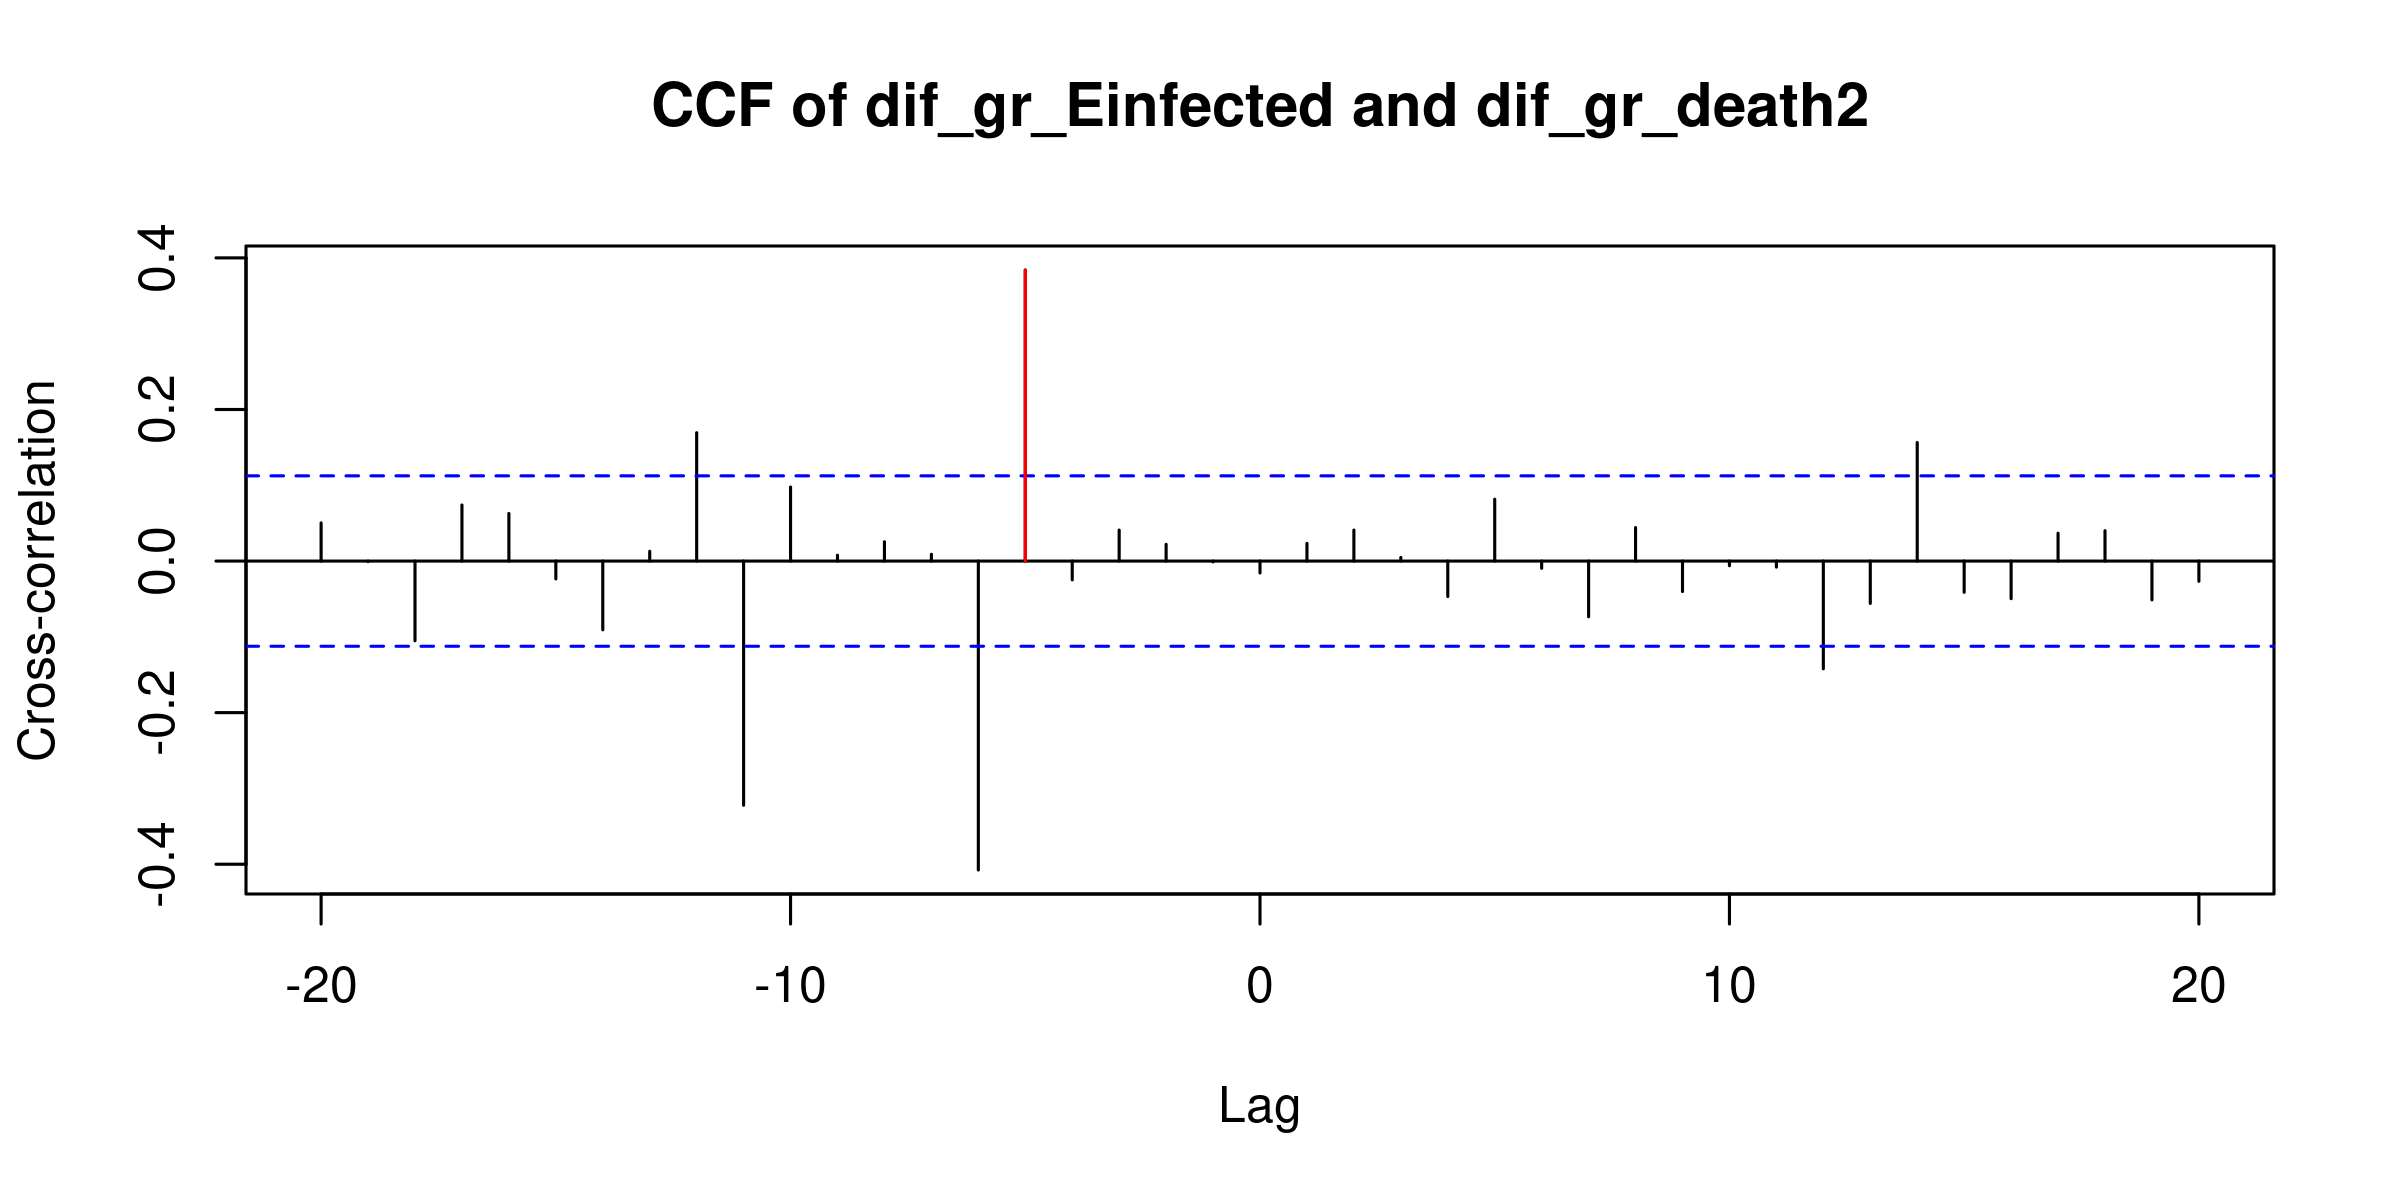 CCF of dif_gr_Einfected and dif_gr_death2
Cross-correlation
0.4
0.2
0.0
-0.2
-0.4
-20 -10 0 10 20
Lag